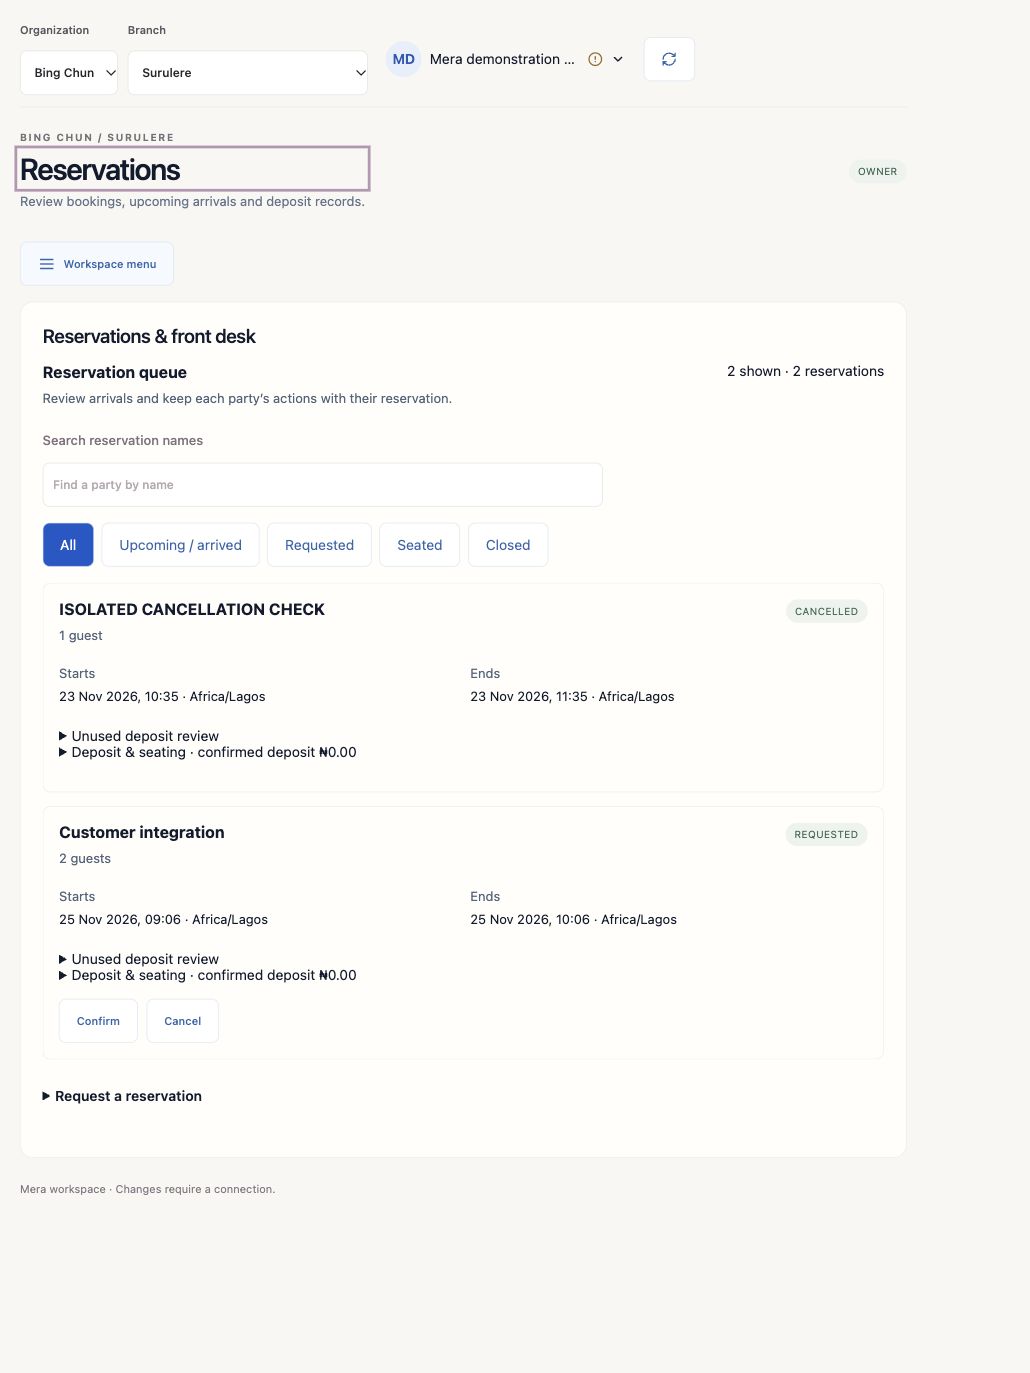 Organization
Branch
Bing Chun
Surulere
MD
Mera demonstration ...
BING CHUN / SURULERE
Reservations
OWNER
Review bookings, upcoming arrivals and deposit records.
Workspace menu
Reservations & front desk
Reservation queue
2 shown · 2 reservations
Review arrivals and keep each party’s actions with their reservation.
Search reservation names
Find a party by name
All
Upcoming / arrived
Requested
Seated
Closed
ISOLATED CANCELLATION CHECK
CANCELLED
1 guest
Starts
Ends
23 Nov 2026, 10:35 · Africa/Lagos
23 Nov 2026, 11:35 · Africa/Lagos
Unused deposit review
Deposit & seating · confirmed deposit ₦0.00
Customer integration
REQUESTED
2 guests
Starts
Ends
25 Nov 2026, 09:06 · Africa/Lagos
25 Nov 2026, 10:06 · Africa/Lagos
Unused deposit review
Deposit & seating · confirmed deposit ₦0.00
Confirm
Cancel
Request a reservation
Mera workspace · Changes require a connection.